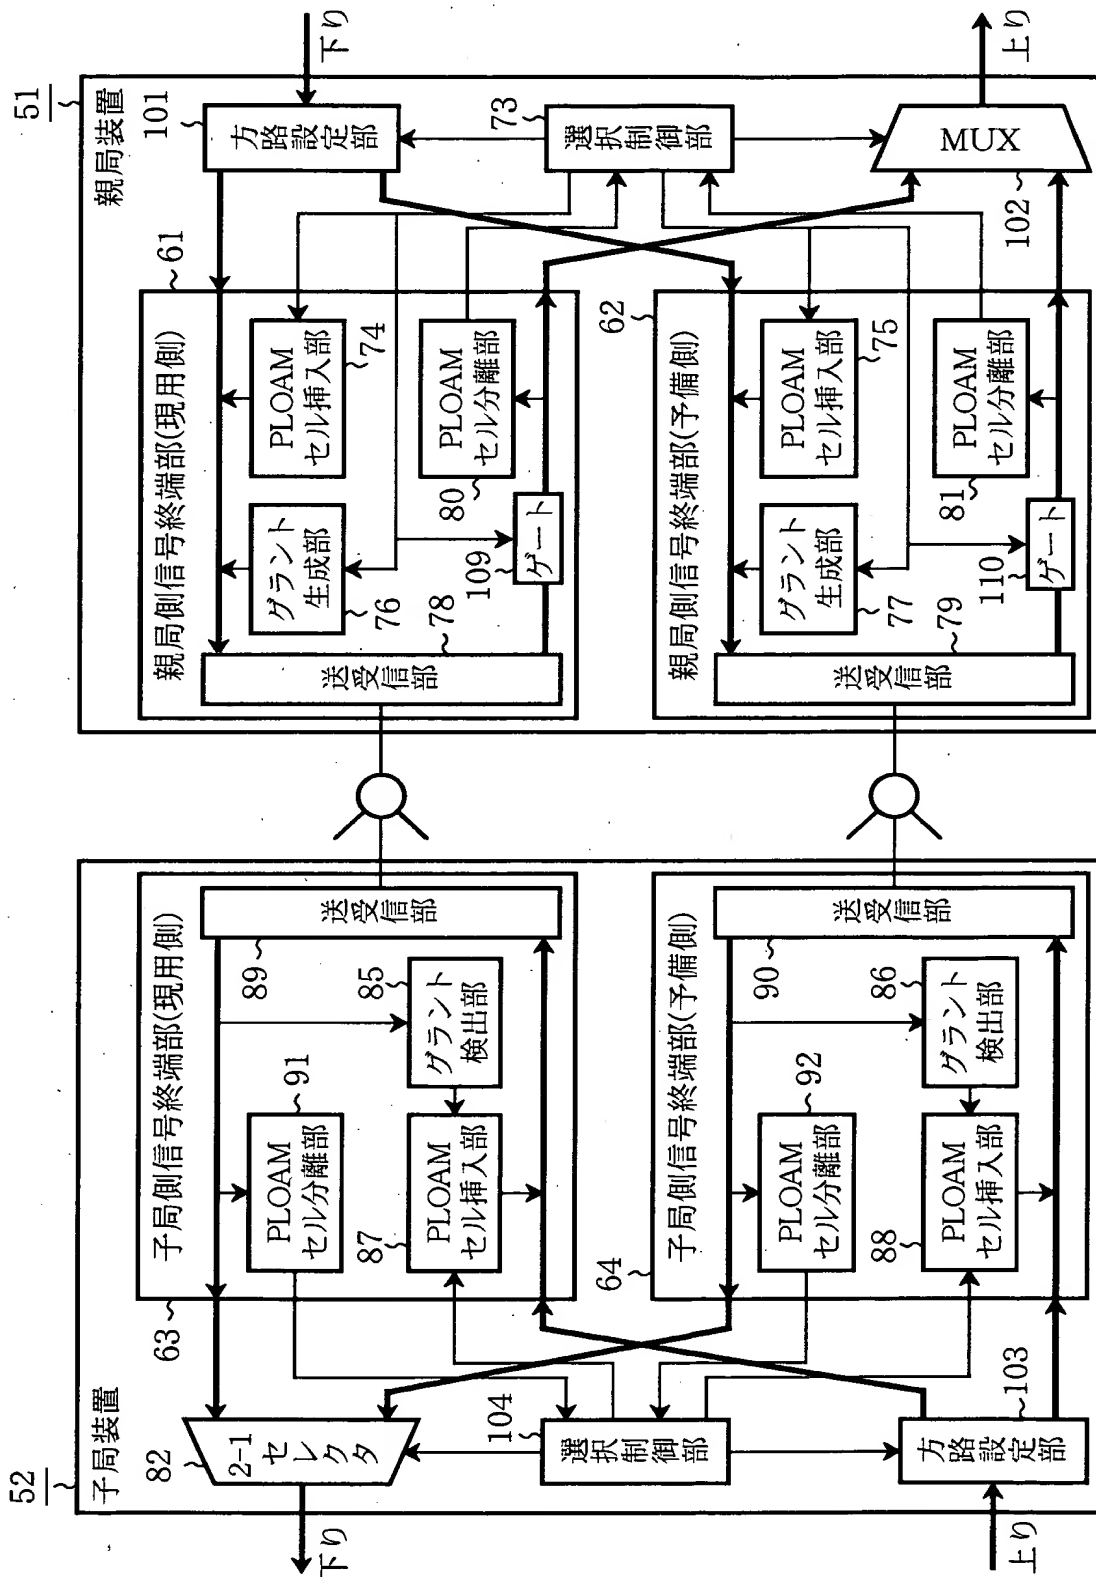 52
子局装置
下り
82
2-1
セレクタ
104
選択制御部
103
方路設定部
上り
63
子局側信号終端部(現用側)
91
PLOAM
セル分離部
87
PLOAM
セル挿入部
85
グラント
検出部
89
送受信部
64
子局側信号終端部(予備側)
92
PLOAM
セル分離部
88
PLOAM
セル挿入部
86
グラント
検出部
90
送受信部
51
親局装置
61
親局側信号終端部(現用側)
送受信部
78
グラント
生成部
76
PLOAM
セル挿入部
74
PLOAM
セル分離部
80
109
ゲート
62
親局側信号終端部(予備側)
送受信部
79
グラント
生成部
77
PLOAM
セル挿入部
75
PLOAM
セル分離部
81
110
ゲート
101
方路設定部
下り
73
選択制御部
MUX
102
上り